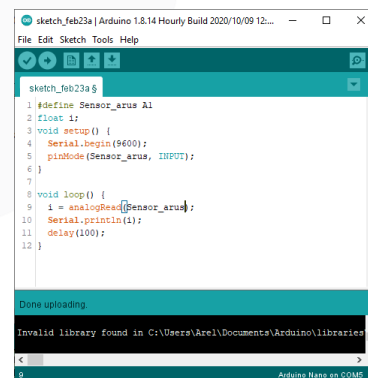 sketch_feb23a | Arduino 1.8.14 Hourly Build 2020/10/09 12:...
File Edit Sketch Tools Help
sketch_feb23a §
1 #define Sensor_arus A1
2 float i;
3 void setup() {
4 Serial.begin(9600);
5 pinMode(Sensor_arus, INPUT);
6 }
7
8 void loop() {
9 i = analogRead(Sensor_arus);
10 Serial.println(i);
11 delay(100);
12 }
Done uploading.
Invalid library found in C:\Users\Arel\Documents\Arduino\libraries
9 Arduino Nano on COM5